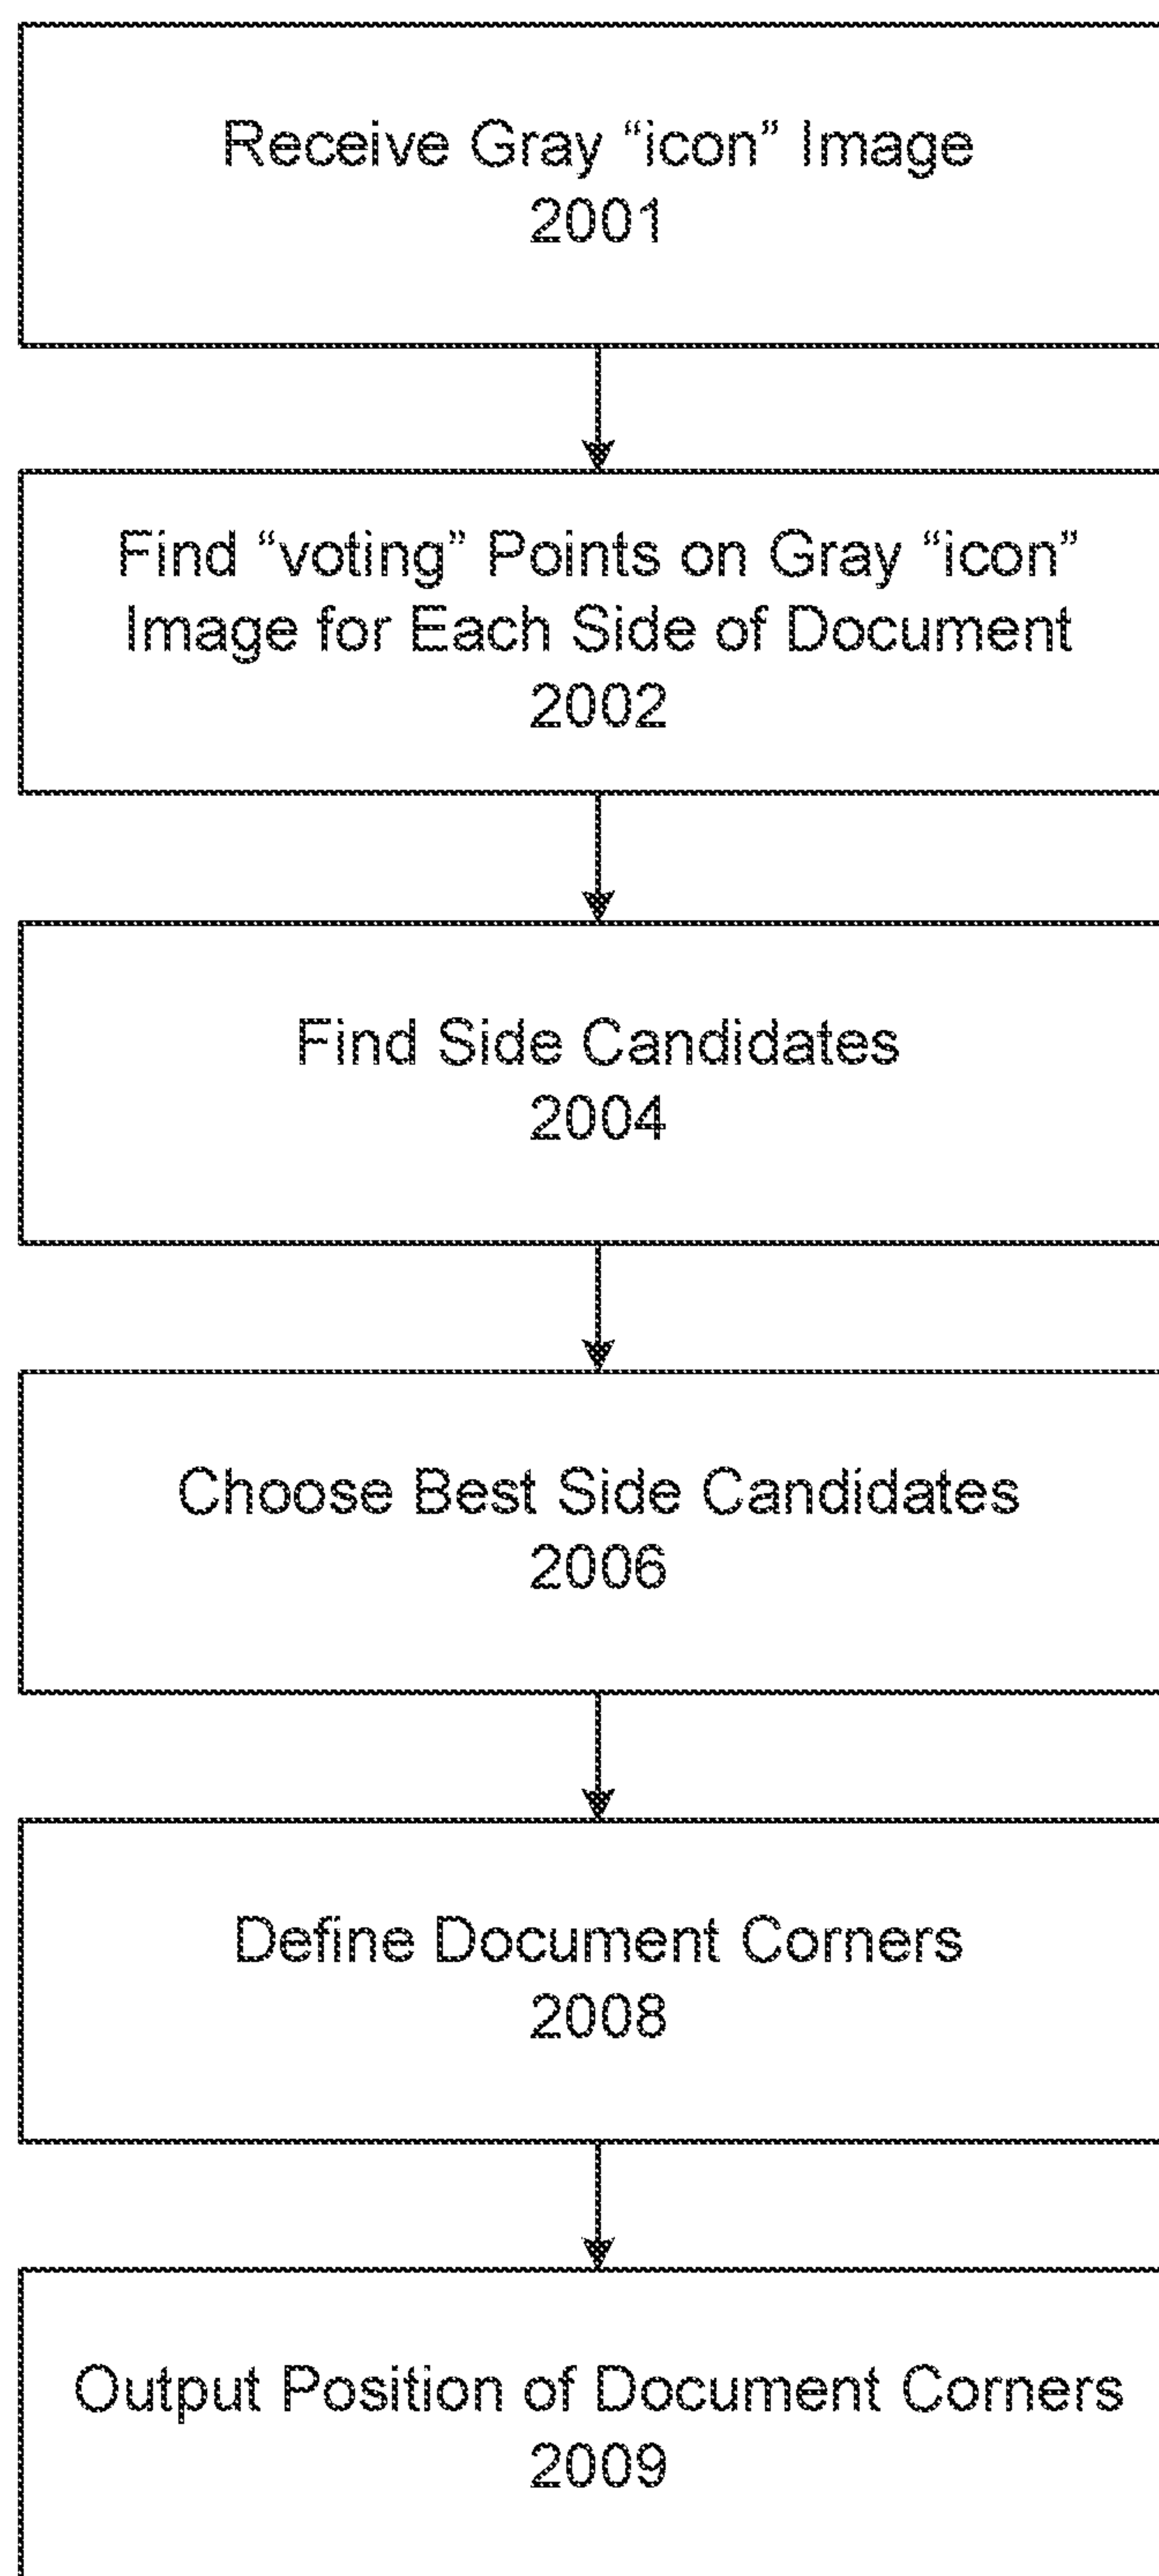 Receive Gray “icon” Image
2001
Find “voting” Points on Gray “icon”
Image for Each Side of Document
2002
Find Side Candidates
2004
Choose Best Side Candidates
2006
Define Document Corners
2008
Output Position of Document Corners
2009